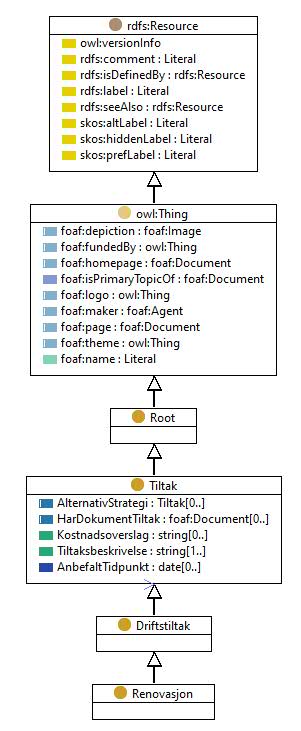 rdfs:Resource
owl:versionInfo
rdfs:comment : Literal
rdfs:isDefinedBy : rdfs:Resource
rdfs:label : Literal
rdfs:seeAlso : rdfs:Resource
skos:altLabel : Literal
skos:hiddenLabel : Literal
skos:prefLabel : Literal
owl:Thing
foaf:depiction : foaf:Image
foaf:fundedBy : owl:Thing
foaf:homepage : foaf:Document
foaf:isPrimaryTopicOf : foaf:Document
foaf:logo : owl:Thing
foaf:maker : foaf:Agent
foaf:page : foaf:Document
foaf:theme : owl:Thing
foaf:name : Literal
Root
Tiltak
AlternativStrategi : Tiltak[0..]
HarDokumentTiltak : foaf:Document[0..]
Kostnadsoverslag : string[0..]
Tiltaksbeskrivelse : string[1..]
AnbefaltTidpunkt : date[0..]
Driftstiltak
Renovasjon